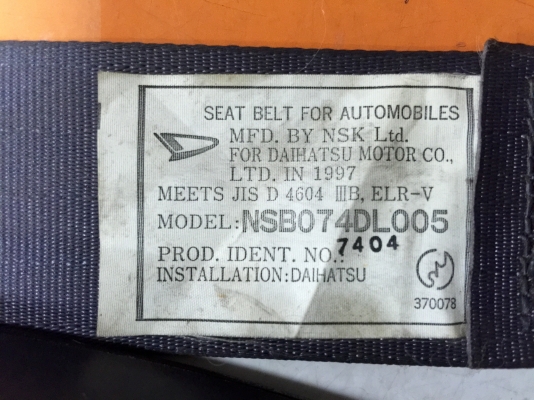 SEAT BELT FOR AUTOMOBILES
MFD. BY NSK Ltd.
FOR DAIHATSU MOTOR CO.,
LTD. IN 1997
MEETS JIS D 4604 ⅢB, ELR-V
MODEL:NSB074DL005
PROD. IDENT. NO.:7404
INSTALLATION:DAIHATSU
370078